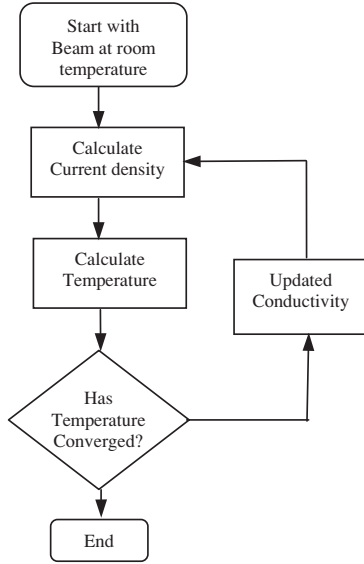 Start with
Beam at room
temperature
Calculate
Current density
Calculate
Temperature
Updated
Conductivity
Has
Temperature
Converged?
End